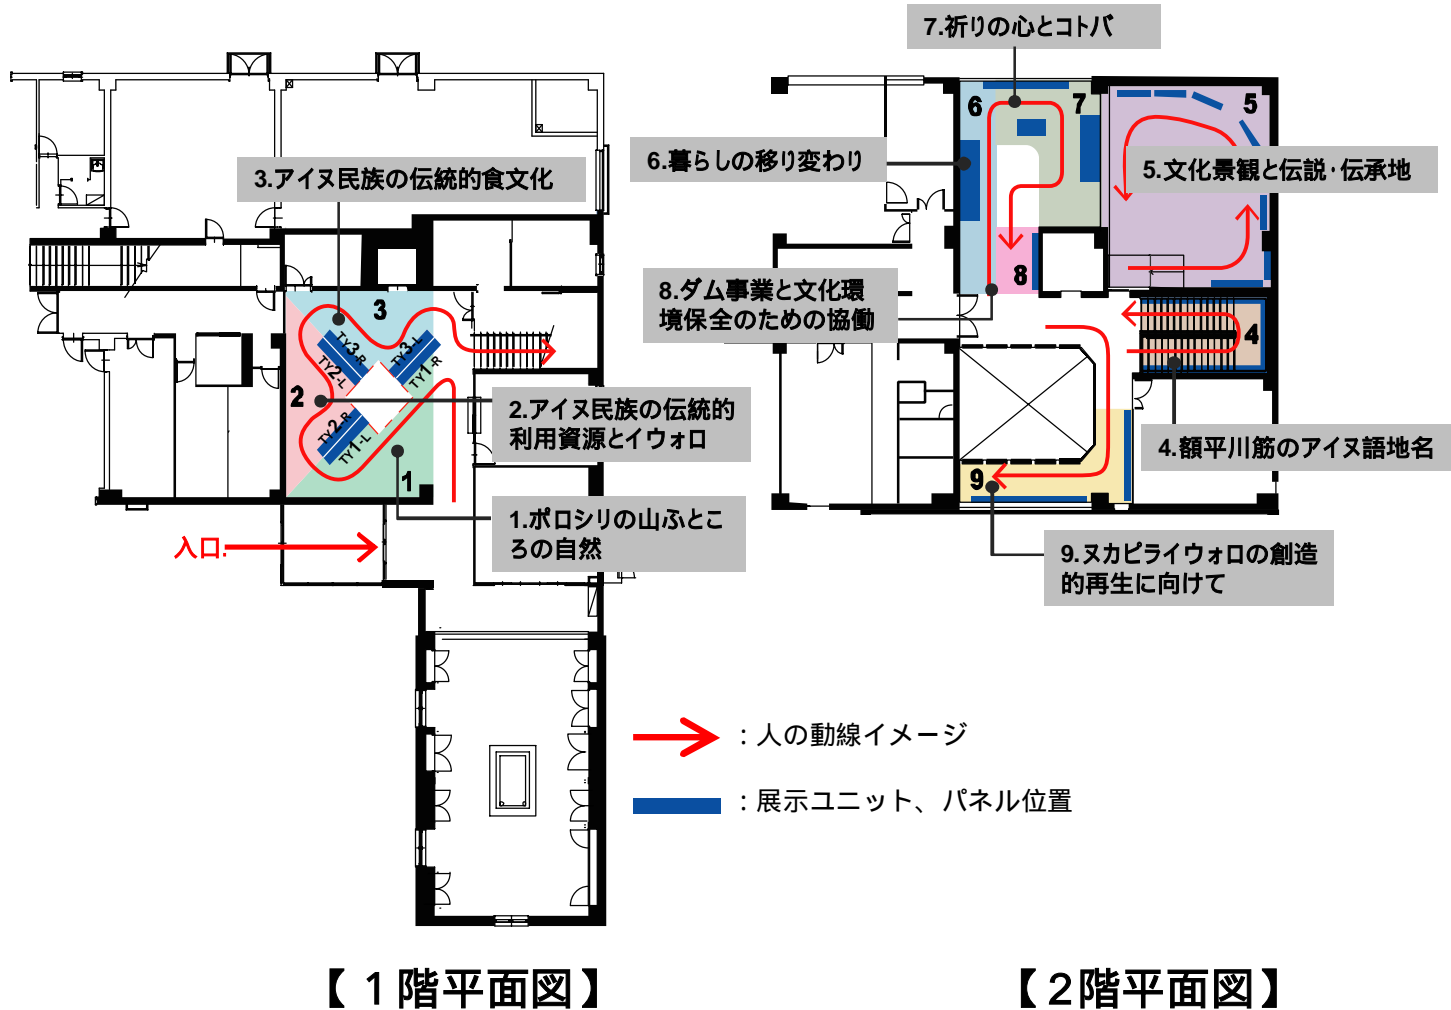 7.祈りの心とコトバ
6
7
5
6.暮らしの移り変わり
5.文化景観と伝説・伝承地
3.アイヌ民族の伝統的食文化
8
8.ダム事業と文化環
境保全のための協働
3
TY3-R
TY3-L
TY2-L
TY1-R
4
2
2.アイヌ民族の伝統的
利用資源とイウォロ
TY2-R
TY1-L
4.額平川筋のアイヌ語地名
1
9
1.ポロシリの山ふとこ
ろの自然
入口
9.ヌカピライウォロの創造
的再生に向けて
：人の動線イメージ
：展示ユニット、パネル位置
【１階平面図】
【２階平面図】